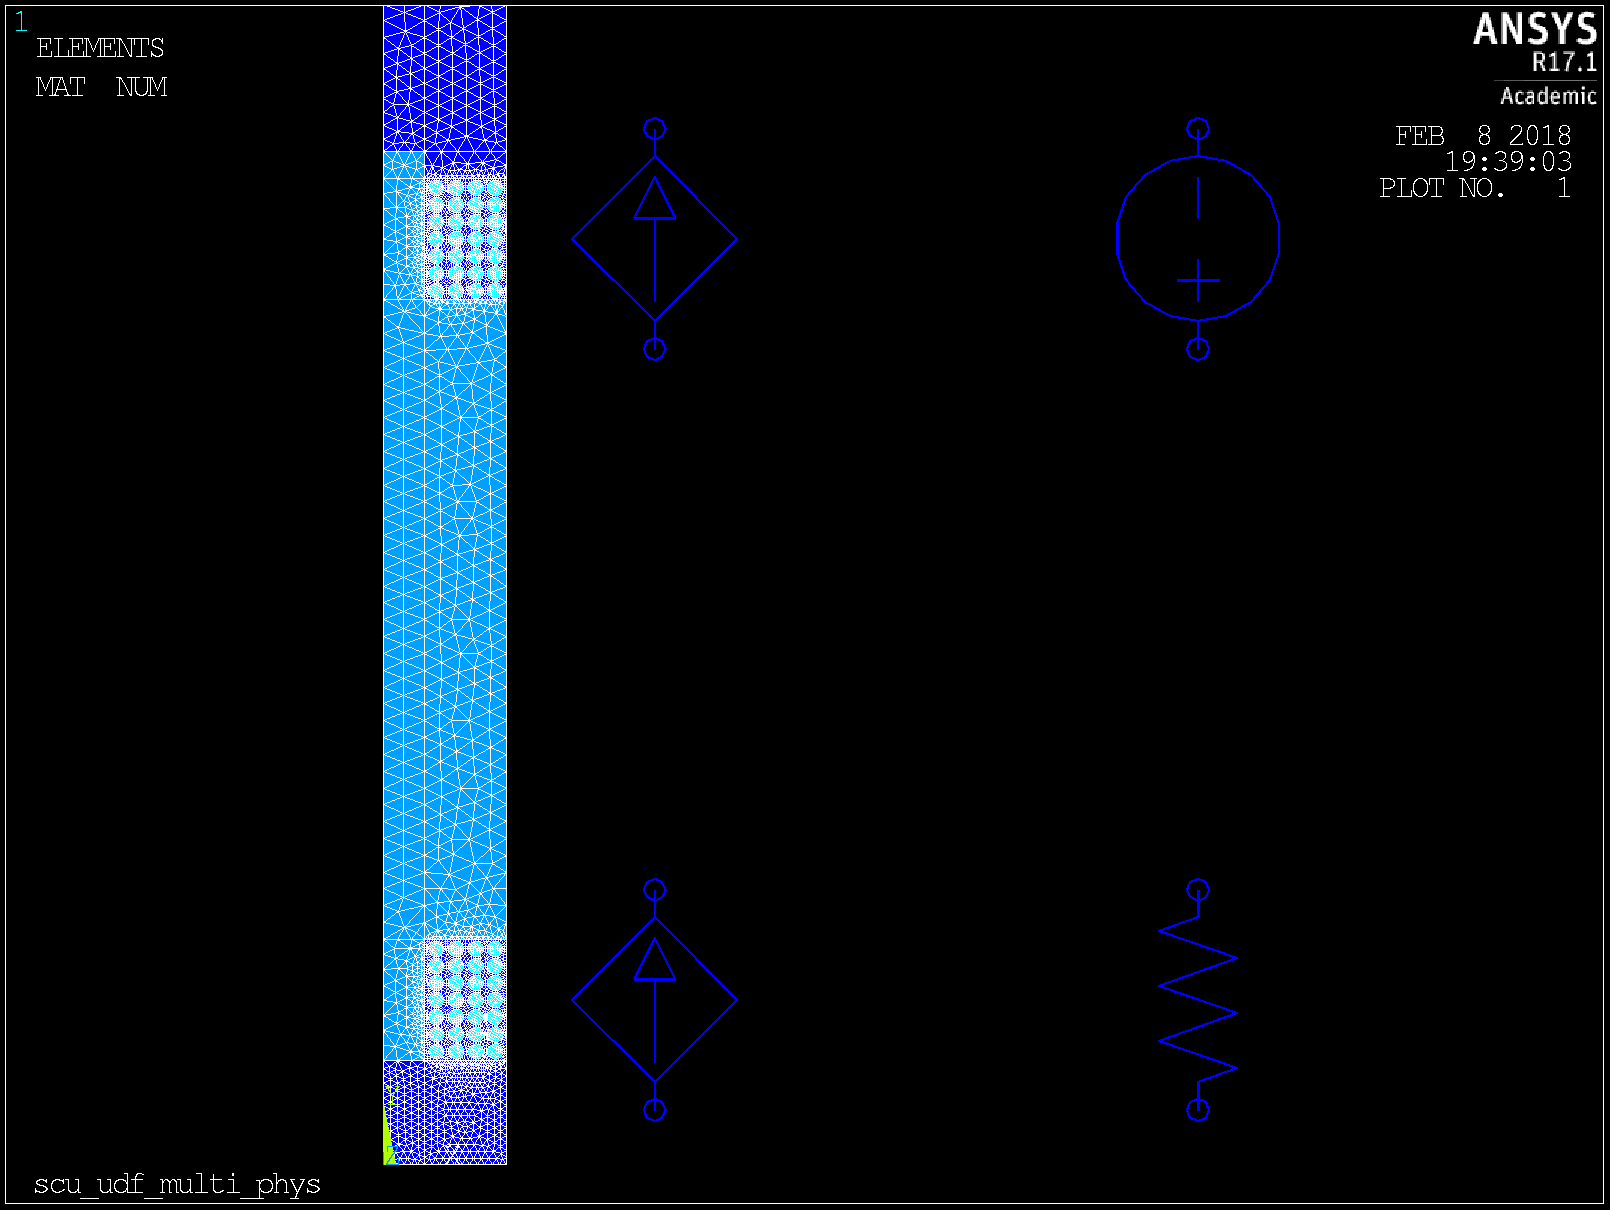 1
ELEMENTS
MAT NUM
ANSYS
R17.1
Academic
FEB 8 2018
19:39:03
PLOT NO. 1
Y
scu_udf_multi_phys